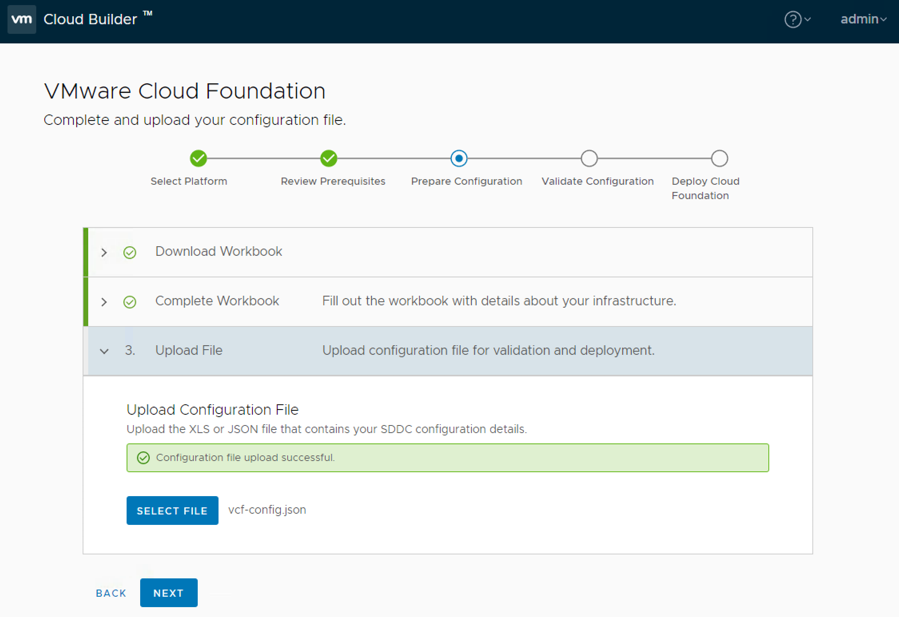 vm Cloud Builder ™
? admin
VMware Cloud Foundation
Complete and upload your configuration file.
Select Platform
Review Prerequisites
Prepare Configuration
Validate Configuration
Deploy Cloud
Foundation
Download Workbook
Complete Workbook Fill out the workbook with details about your infrastructure.
3. Upload File Upload configuration file for validation and deployment.
Upload Configuration File
Upload the XLS or JSON file that contains your SDDC configuration details.
Configuration file upload successful.
SELECT FILE vcf-config.json
BACK NEXT